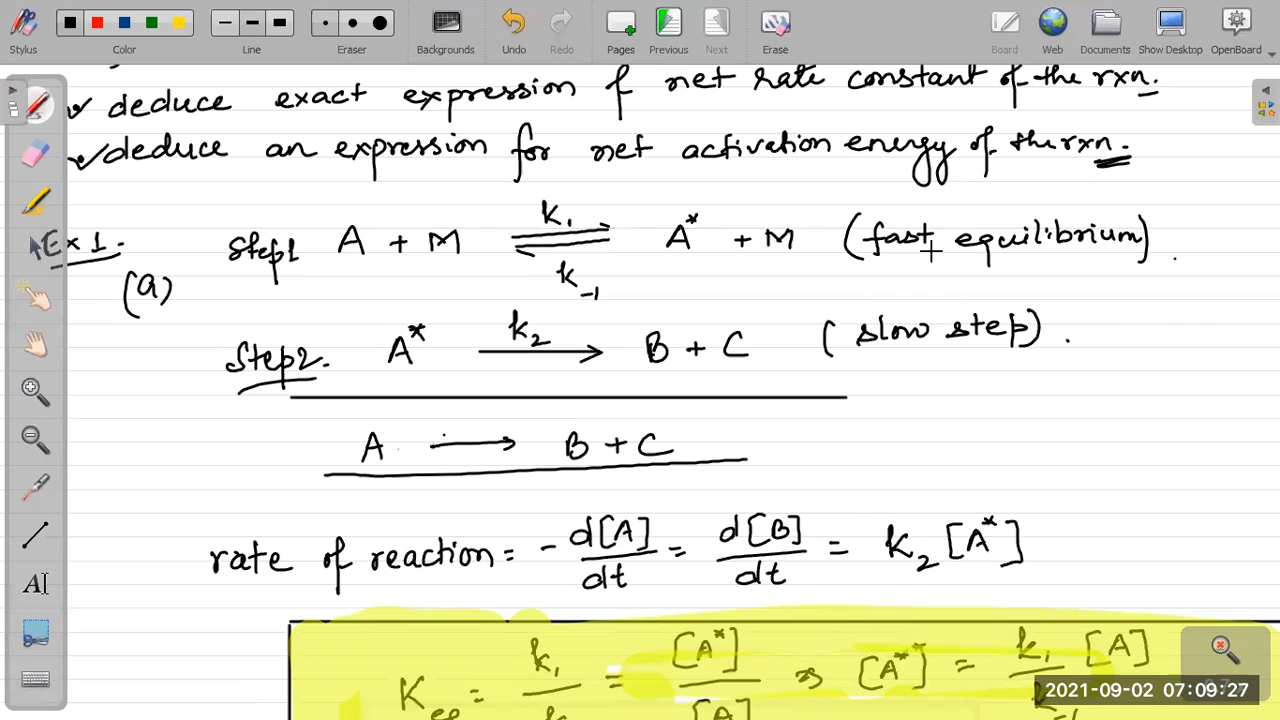 Stylus Color Line Eraser Backgrounds Undo Redo Pages Previous Next Erase Board Web Documents Show Desktop OpenBoard
deduce exact expression of net rate constant of the rxn.
deduce an expression for net activation energy of the rxn.
Ex 1. Step1 A + M k1 ⇌ k-1 A* + M (fast equilibrium).
(a)
Step2. A* k2 → B + C (slow step).
A → B + C
rate of reaction = - d[A]/dt = d[B]/dt = k2 [A*]
Keq = k1/k = [A*]/[A] ⇒ [A*] = k1/k-1 [A]
2021-09-02 07:09:27